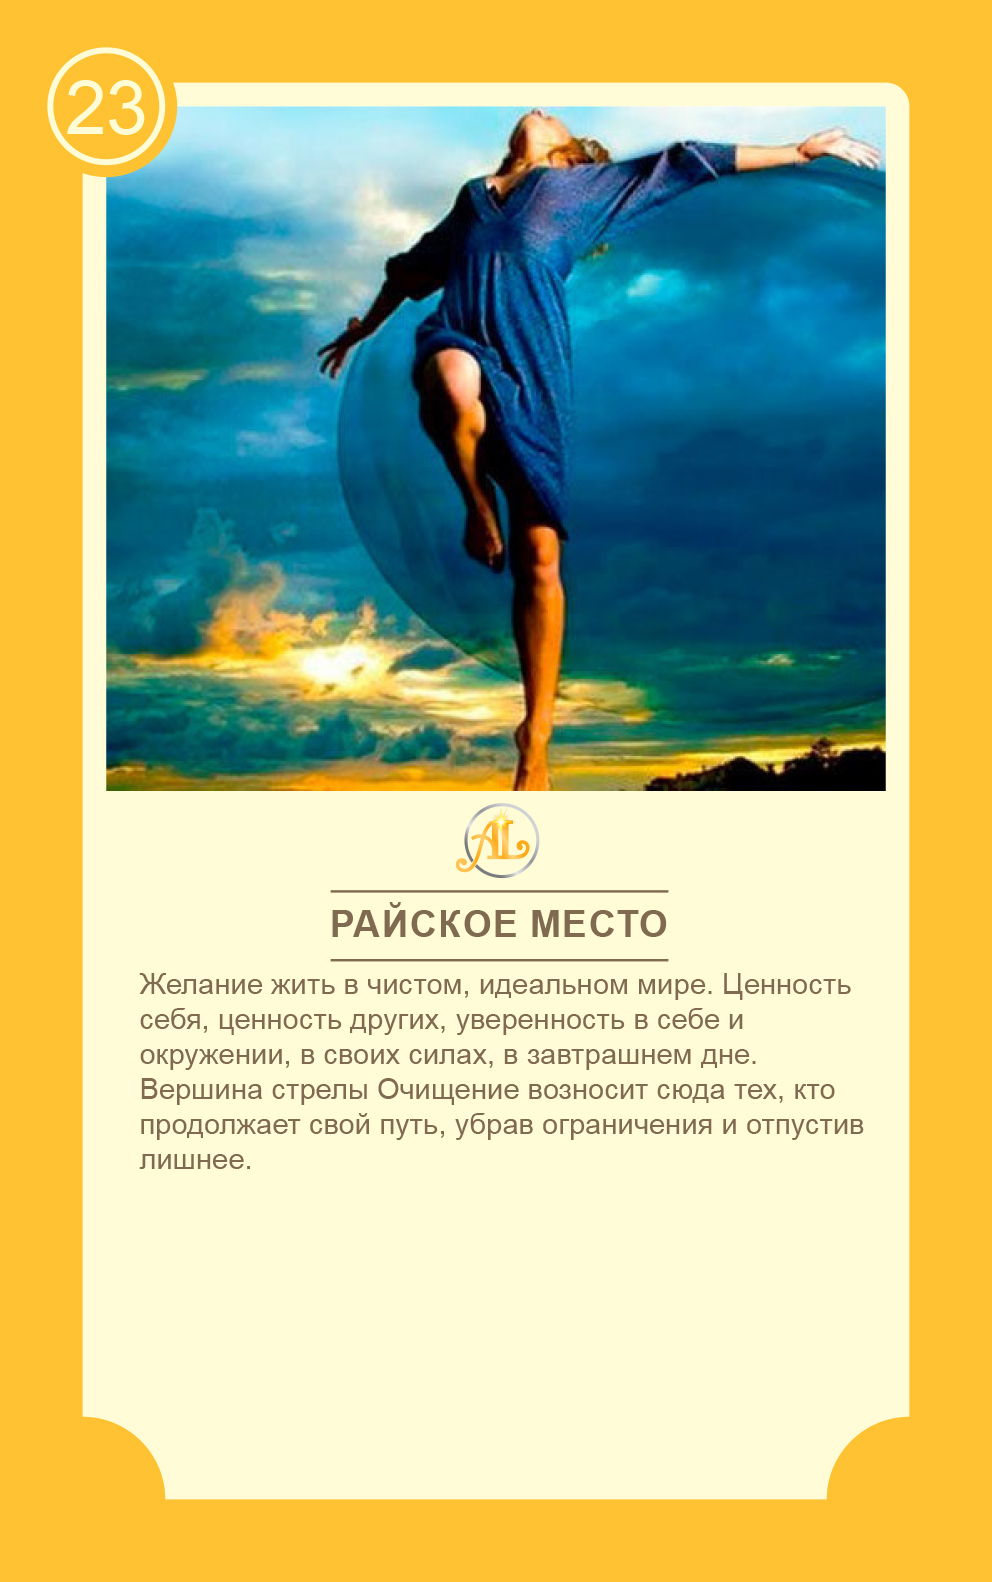 23
AL
РАЙСКОЕ МЕСТО
Желание жить в чистом, идеальном мире. Ценность
себя, ценность других, уверенность в себе и
окружении, в своих силах, в завтрашнем дне.
Вершина стрелы Очищение возносит сюда тех, кто
продолжает свой путь, убрав ограничения и отпустив
лишнее.